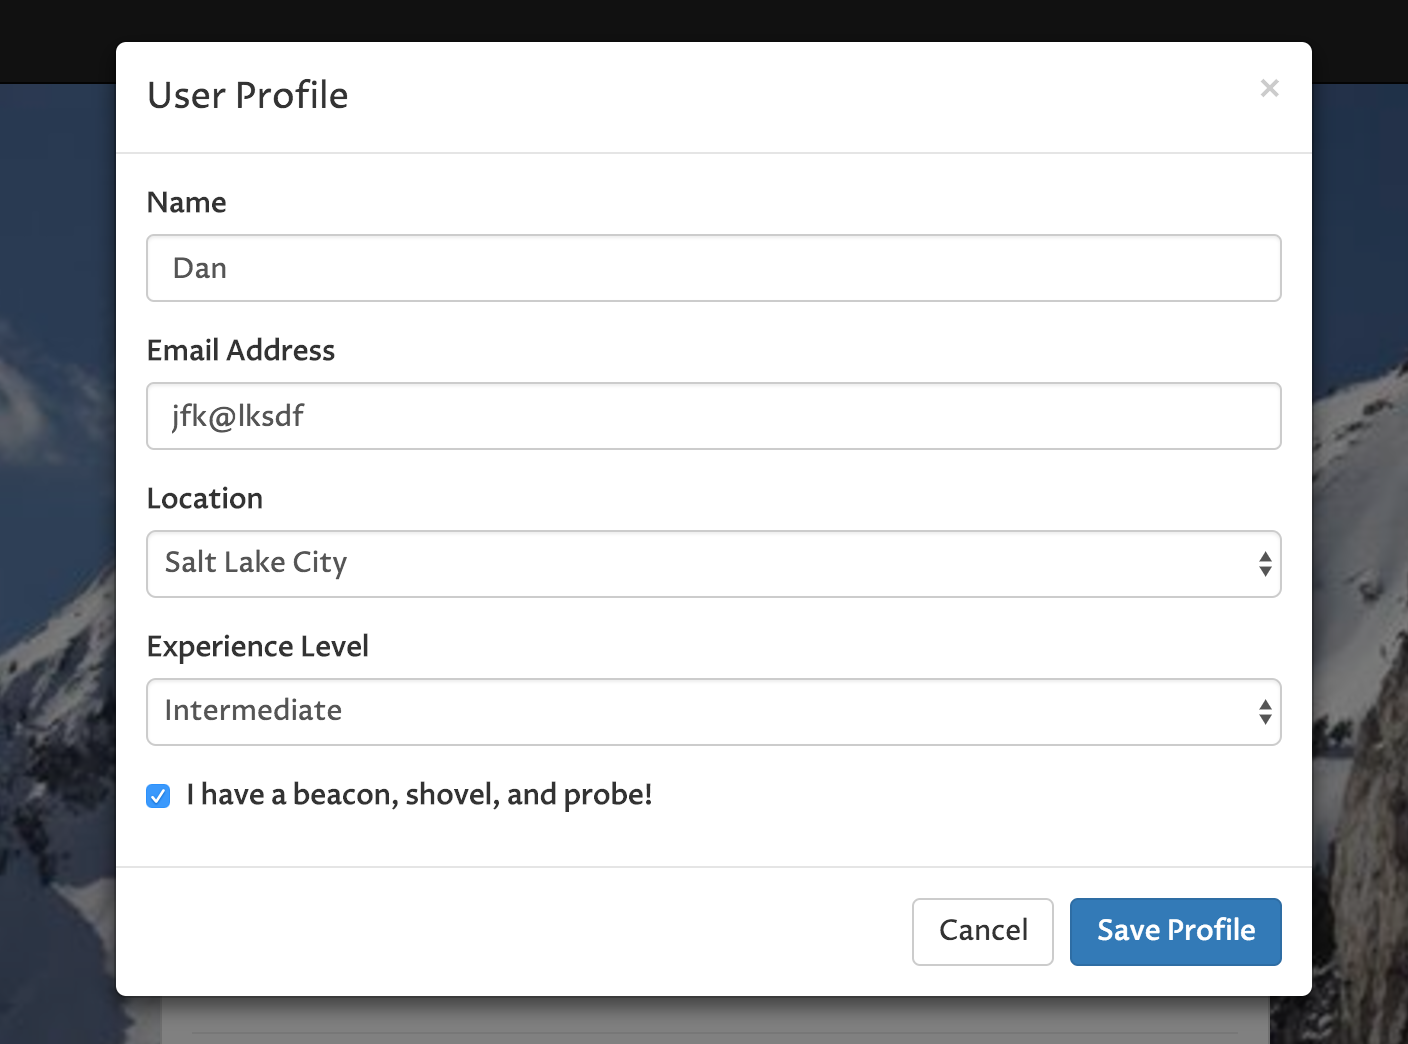 User Profile
×
Name
Dan
Email Address
jfk@lksdf
Location
Salt Lake City
Experience Level
Intermediate
I have a beacon, shovel, and probe!
Cancel
Save Profile